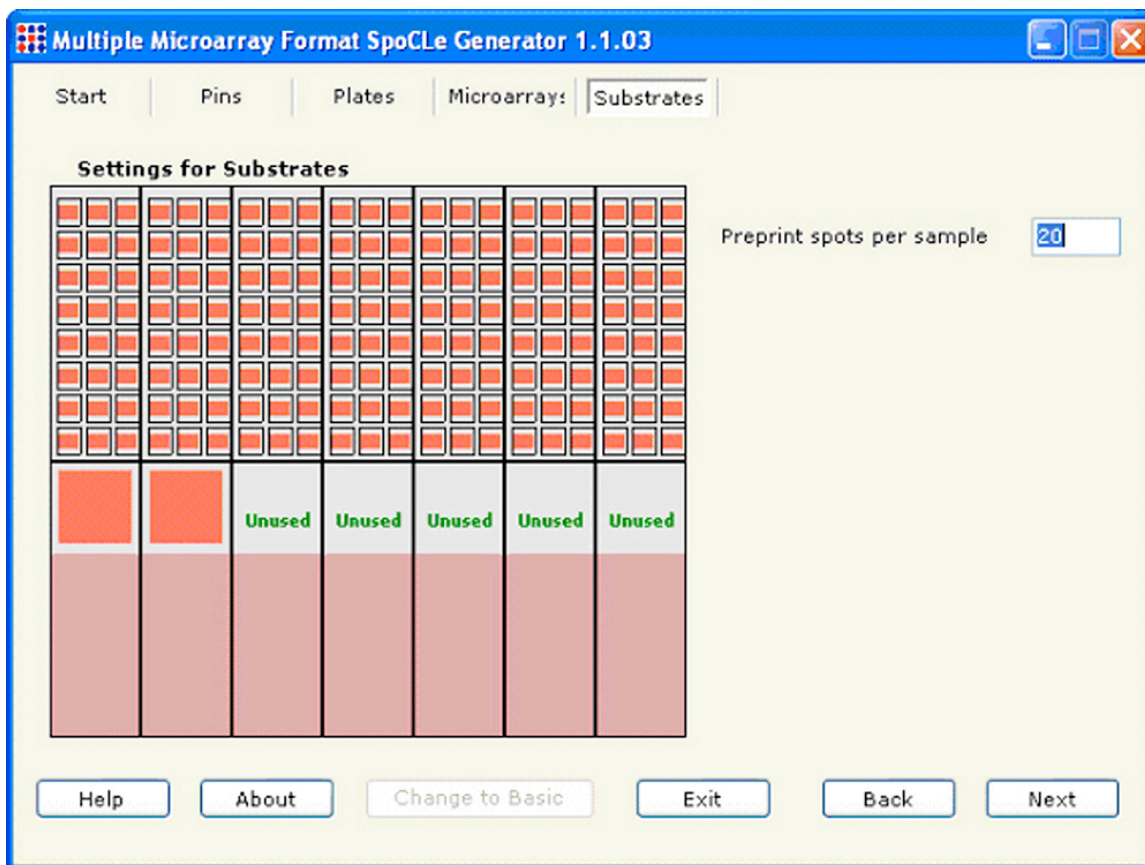 Multiple Microarray Format SpoCLe Generator 1.1.03
Start Pins Plates Microarrays Substrates
Settings for Substrates
Preprint spots per sample 20
Unused Unused Unused Unused Unused
Help About Change to Basic Exit Back Next